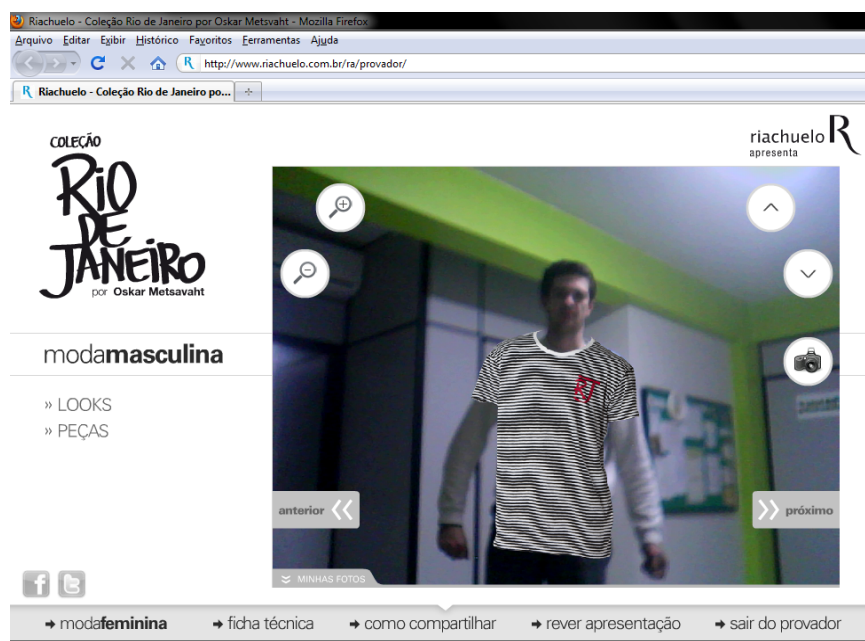 Riachuelo - Coleção Rio de Janeiro por Oskar Metsvaht - Mozilla Firefox
Arquivo Editar Exibir Histórico Favoritos Ferramentas Ajuda
R http://www.riachuelo.com.br/ra/provador/
R Riachuelo - Coleção Rio de Janeiro po...
COLEÇÃO
RIO
DE
JANEIRO
por Oskar Metsavaht
riachuelo R
apresenta
modamasculina
» LOOKS
» PEÇAS
RJ
anterior
próximo
MINHAS FOTOS
f t
modafeminina
ficha técnica
como compartilhar
rever apresentação
sair do provador